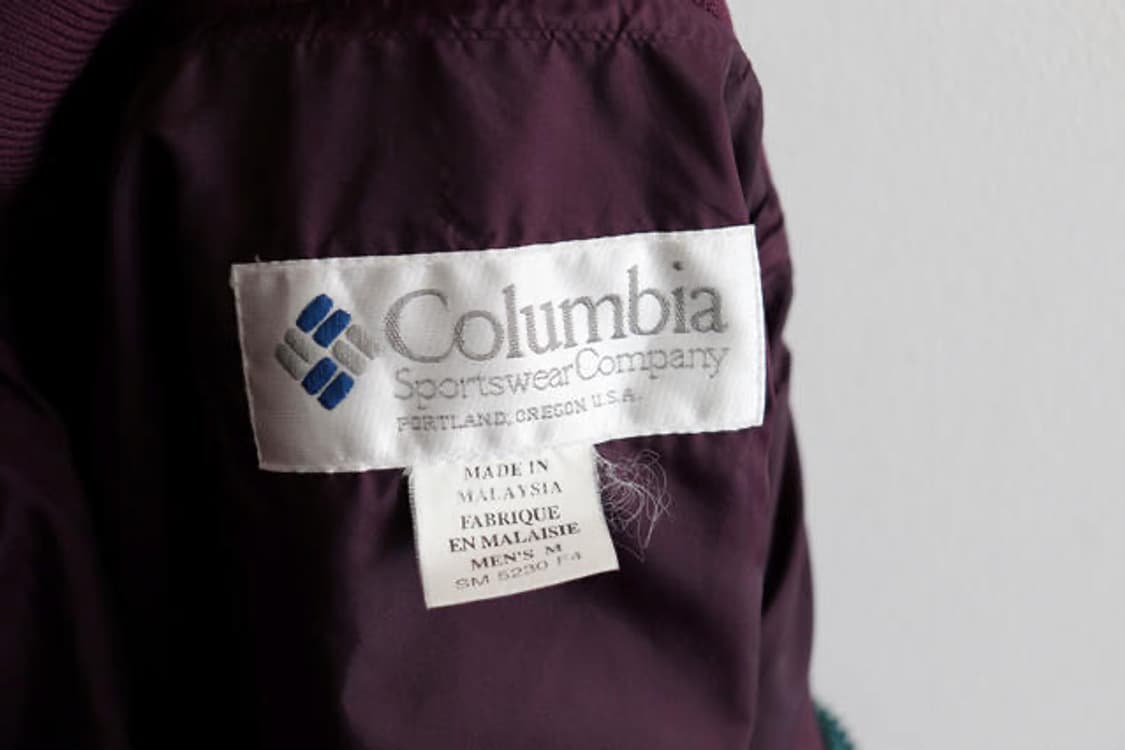 Columbia
Sportswear Company
PORTLAND, OREGON U.S.A.
MADE IN
MALAYSIA
FABRIQUE
EN MALAISIE
MEN'S M
SM 5230 F4